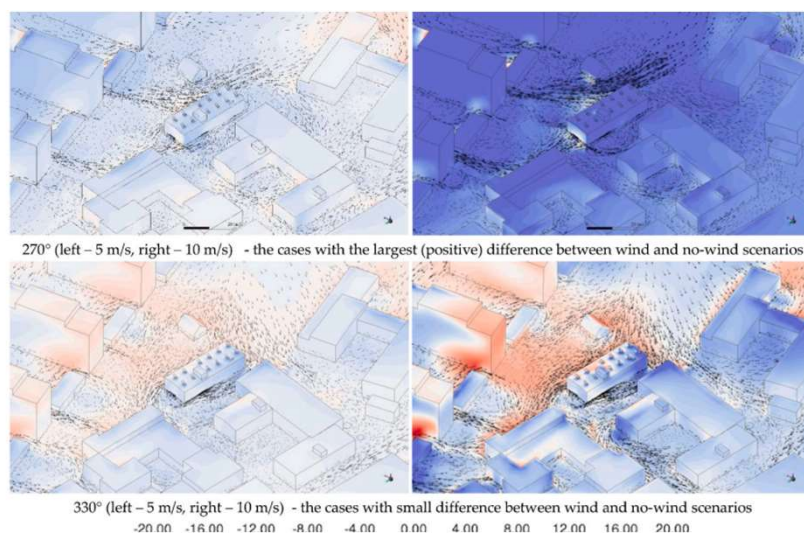 270° (left – 5 m/s, right – 10 m/s) - the cases with the largest (positive) difference between wind and no-wind scenarios
330° (left – 5 m/s, right – 10 m/s) - the cases with small difference between wind and no-wind scenarios
-20.00 -16.00 -12.00 -8.00 -4.00 0.00 4.00 8.00 12.00 16.00 20.00